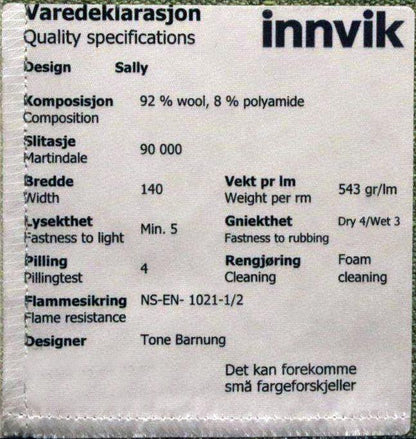 Varedeklarasjon
innvik
Quality specifications
Design Sally
Komposisjon 92 % wool, 8 % polyamide
Composition
Slitasje
Martindale 90 000
Bredde Vekt pr lm
Width 140 Weight per rm 543 gr/lm
Lysekthet Gniekthet Dry 4/Wet 3
Fastness to light Min. 5 Fastness to rubbing
Pilling Rengjøring Foam
Pillingtest 4 Cleaning cleaning
Flammesikring NS-EN- 1021-1/2
Flame resistance
Designer Tone Barnung
Det kan forekomme
små fargeforskjeller